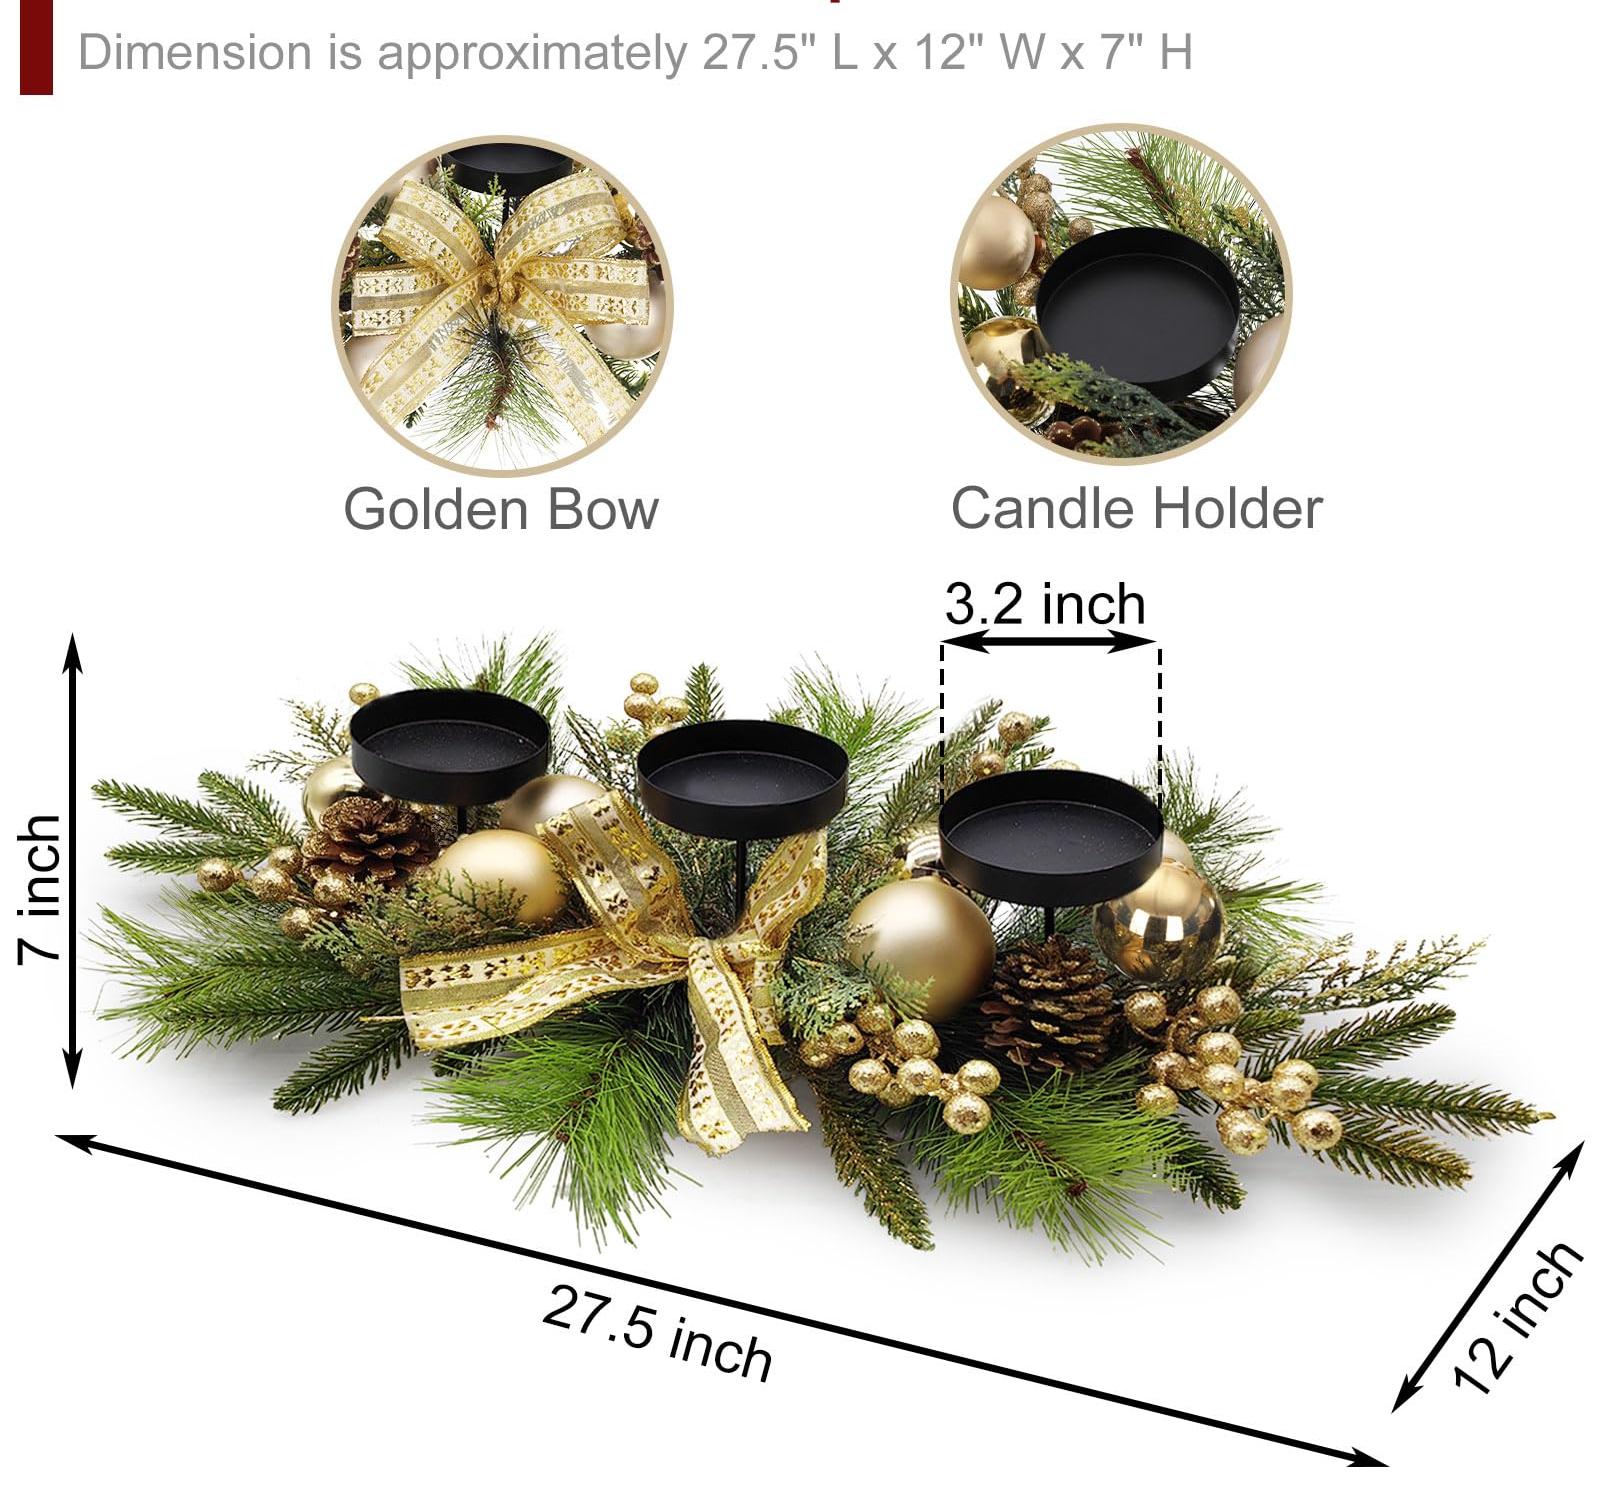 Dimension is approximately 27.5" L x 12" W x 7" H
Golden Bow
Candle Holder
3.2 inch
7 inch
27.5 inch
12 inch